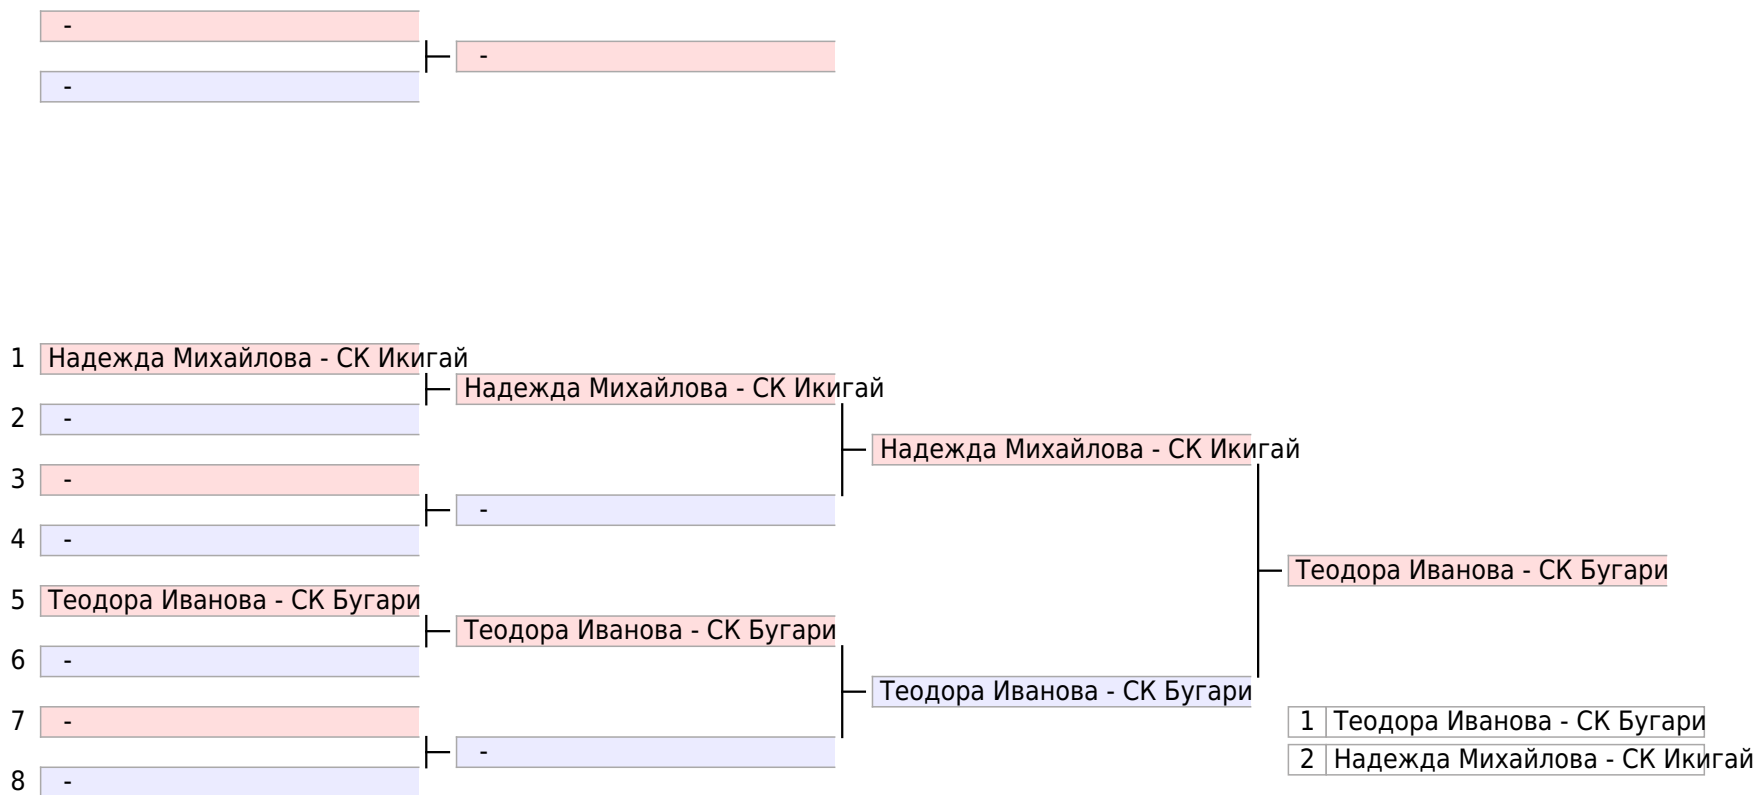 -
-
-
1 Надежда Михайлова - СК Икигай
Надежда Михайлова - СК Икигай
2 -
Надежда Михайлова - СК Икигай
3 -
-
4 -
Теодора Иванова - СК Бугари
5 Теодора Иванова - СК Бугари
Теодора Иванова - СК Бугари
6 -
Теодора Иванова - СК Бугари
7 -
1 Теодора Иванова - СК Бугари
-
2 Надежда Михайлова - СК Икигай
8 -